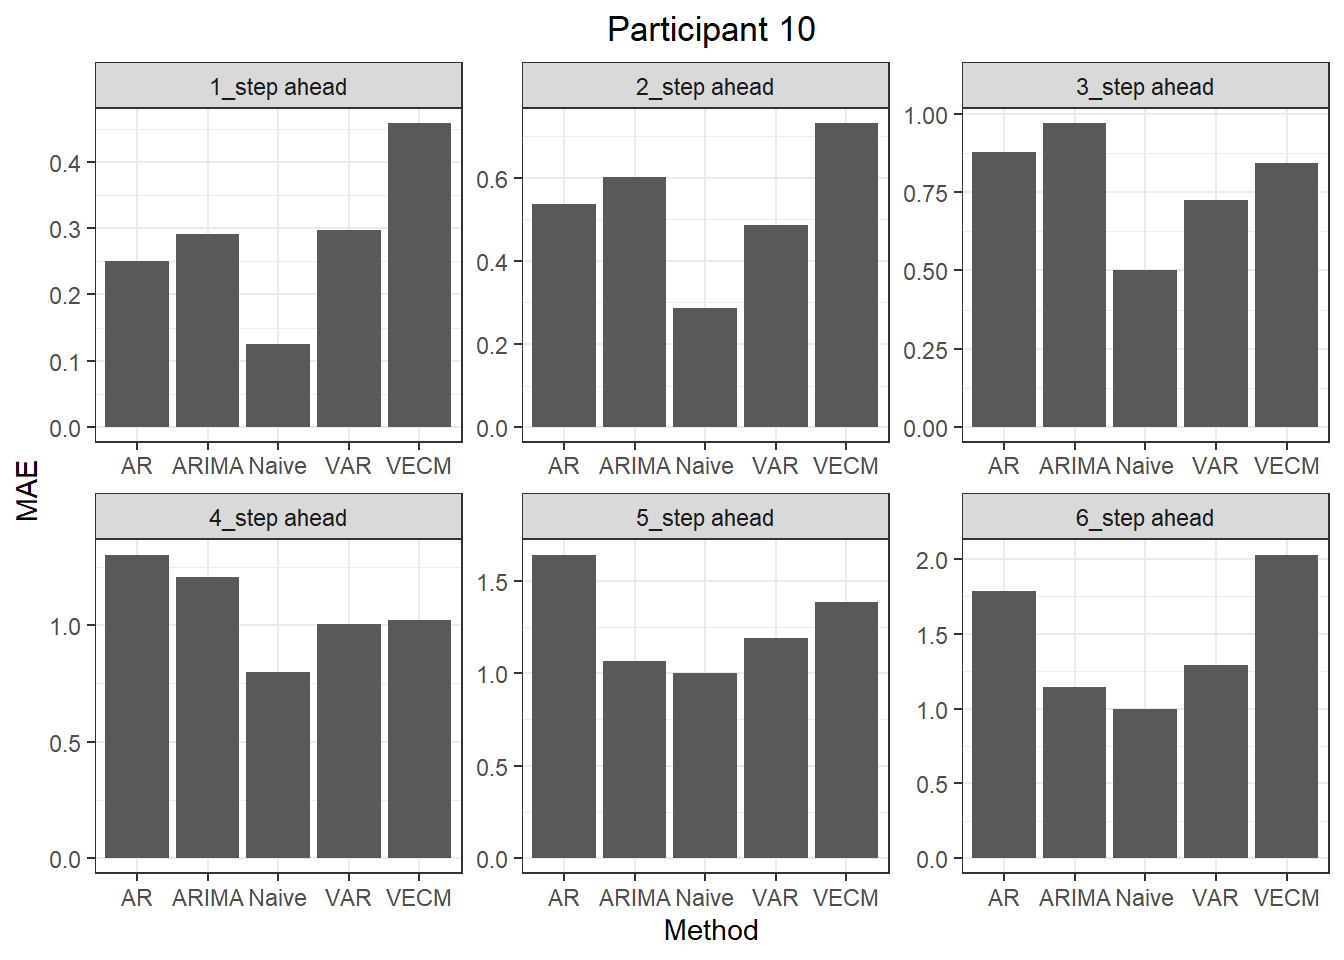 Participant 10
1_step ahead
2_step ahead
3_step ahead
0.4
0.3
0.2
0.1
0.0
0.6
0.4
0.2
0.0
1.00
0.75
0.50
0.25
0.00
AR ARIMA Naive VAR VECM
AR ARIMA Naive VAR VECM
AR ARIMA Naive VAR VECM
MAE
4_step ahead
5_step ahead
6_step ahead
1.0
0.5
0.0
1.5
1.0
0.5
0.0
2.0
1.5
1.0
0.5
0.0
AR ARIMA Naive VAR VECM
AR ARIMA Naive VAR VECM
AR ARIMA Naive VAR VECM
Method